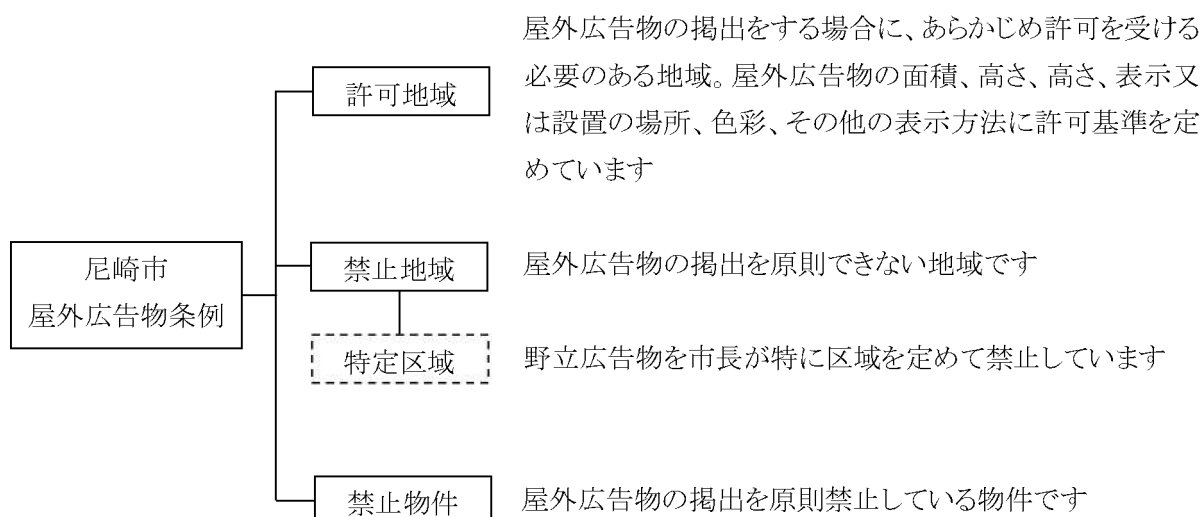 屋外広告物の掲出をする場合に、あらかじめ許可を受ける
許可地域
必要のある地域。屋外広告物の面積、高さ、高さ、表示又
は設置の場所、色彩、その他の表示方法に許可基準を定
めています
尼崎市
屋外広告物条例
禁止地域
屋外広告物の掲出を原則できない地域です
特定区域
野立広告物を市長が特に区域を定めて禁止しています
禁止物件
屋外広告物の掲出を原則禁止している物件です